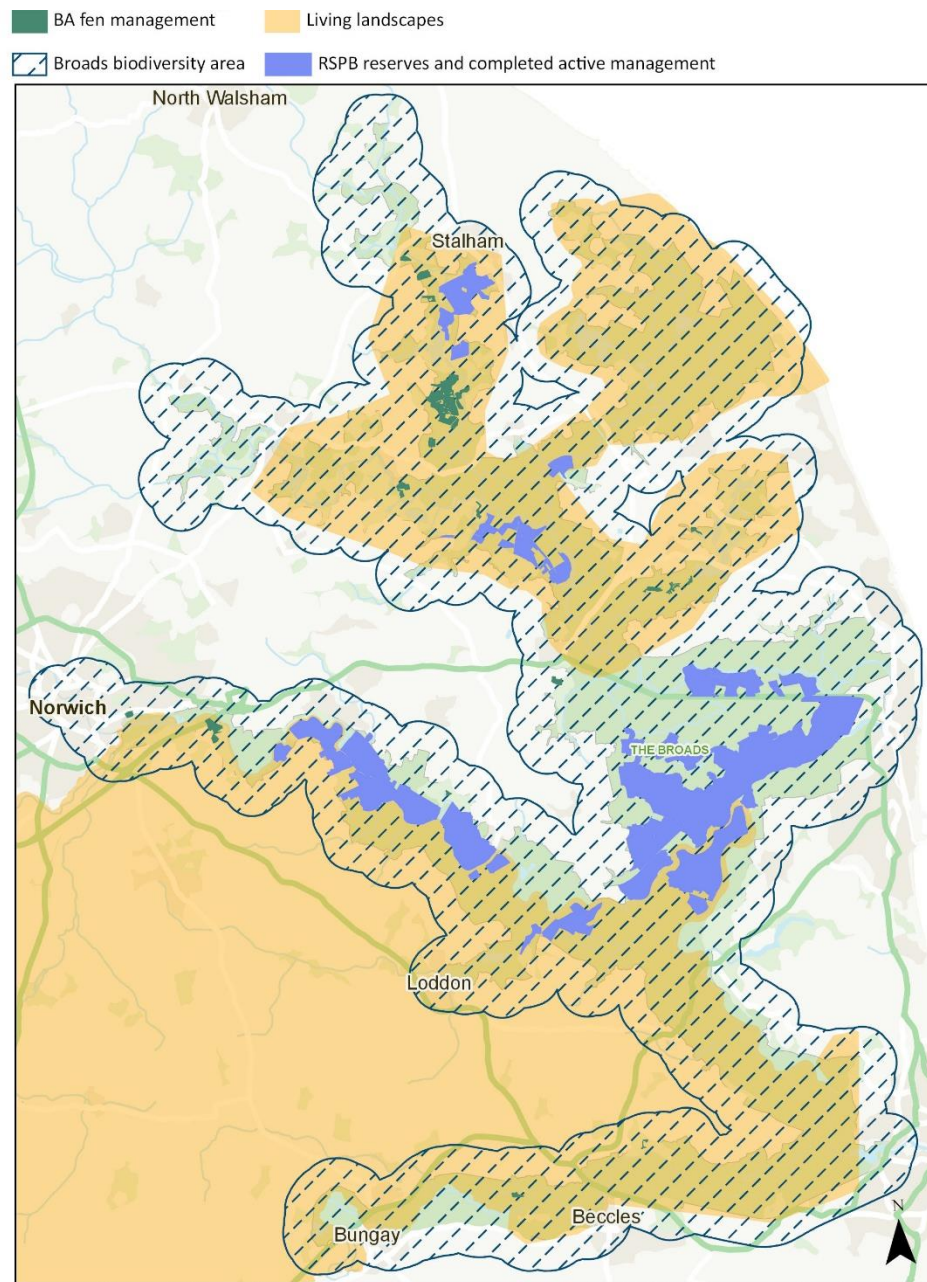 BA fen management
Living landscapes
Broads biodiversity area
RSPB reserves and completed active management
North Walsham
Stalham
Norwich
THE BROADS
Loddon
Beccles
Bungay
N